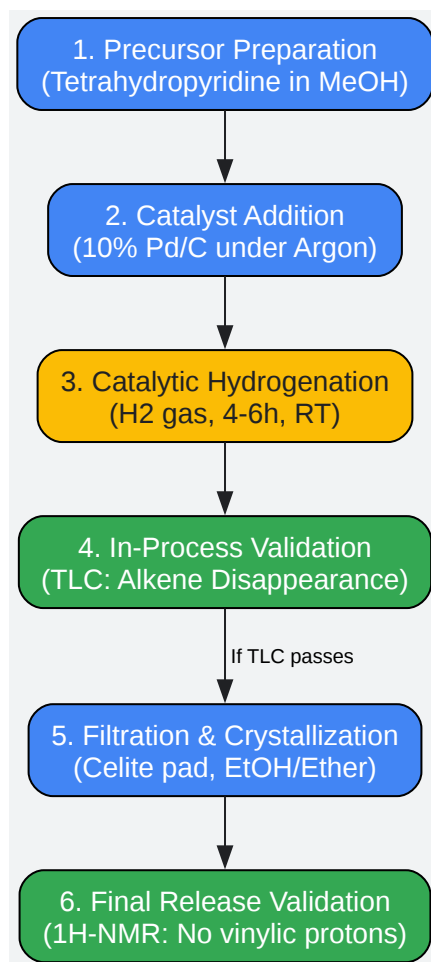 1. Precursor Preparation
(Tetrahydropyridine in MeOH)
2. Catalyst Addition
(10% Pd/C under Argon)
3. Catalytic Hydrogenation
(H2 gas, 4-6h, RT)
4. In-Process Validation
(TLC: Alkene Disappearance)
If TLC passes
5. Filtration & Crystallization
(Celite pad, EtOH/Ether)
6. Final Release Validation
(1H-NMR: No vinylic protons)